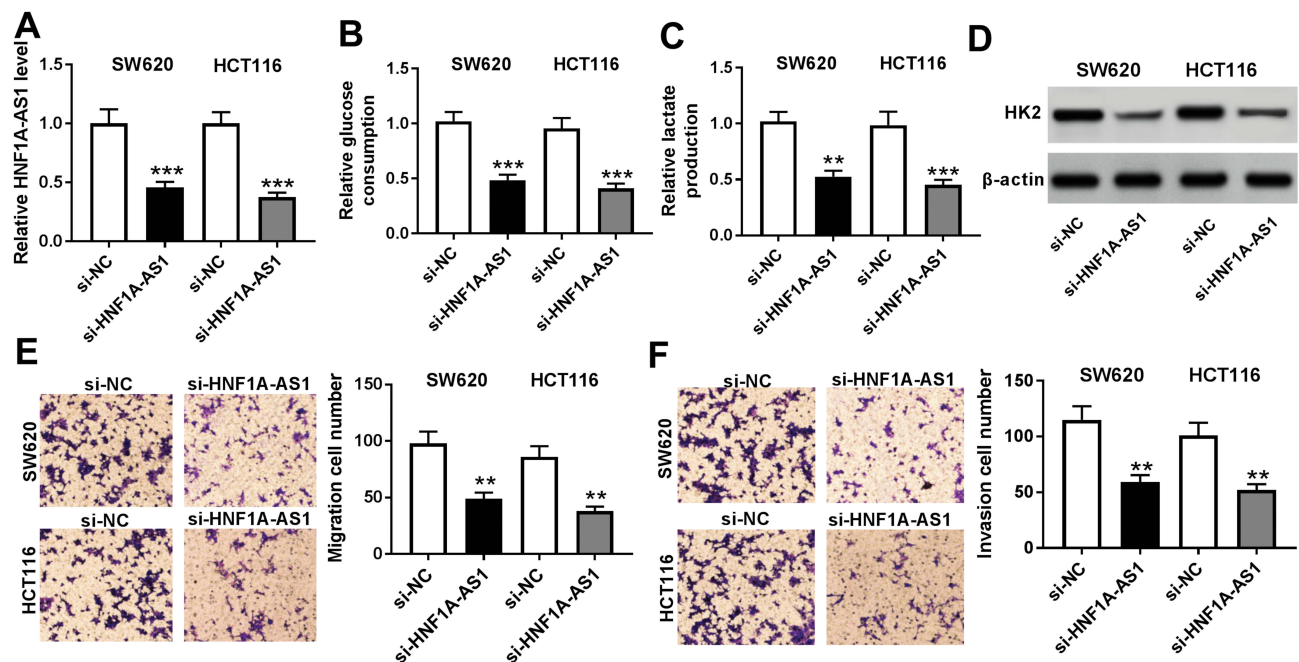 A
SW620 HCT116
Relative HNF1A-AS1 level
1.5
1.0
0.5
0.0
***
***
si-NC
si-HNF1A-AS1
si-NC
si-HNF1A-AS1
B
SW620 HCT116
Relative glucose
consumption
1.5
1.0
0.5
0.0
***
***
si-NC
si-HNF1A-AS1
si-NC
si-HNF1A-AS1
C
SW620 HCT116
Relative lactate
production
1.5
1.0
0.5
0.0
**
***
si-NC
si-HNF1A-AS1
si-NC
si-HNF1A-AS1
D
SW620 HCT116
HK2
β-actin
si-NC
si-HNF1A-AS1
si-NC
si-HNF1A-AS1
E
si-NC si-HNF1A-AS1
SW620
si-NC si-HNF1A-AS1
HCT116
SW620 HCT116
Migration cell number
150
100
50
0
**
**
si-NC
si-HNF1A-AS1
si-NC
si-HNF1A-AS1
F
si-NC si-HNF1A-AS1
SW620
si-NC si-HNF1A-AS1
HCT116
SW620 HCT116
Invasion cell number
150
100
50
0
**
**
si-NC
si-HNF1A-AS1
si-NC
si-HNF1A-AS1